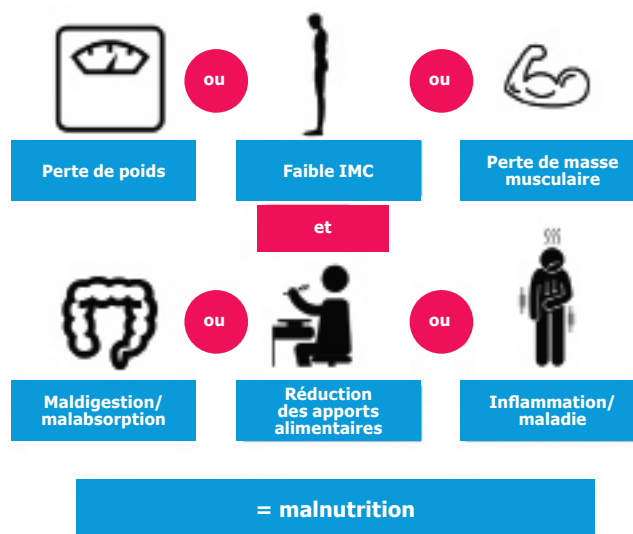 ou
ou
Perte de poids
Faible IMC
Perte de masse
musculaire
et
ou
ou
Maldigestion/
malabsorption
Réduction
des apports
alimentaires
Inflammation/
maladie
= malnutrition